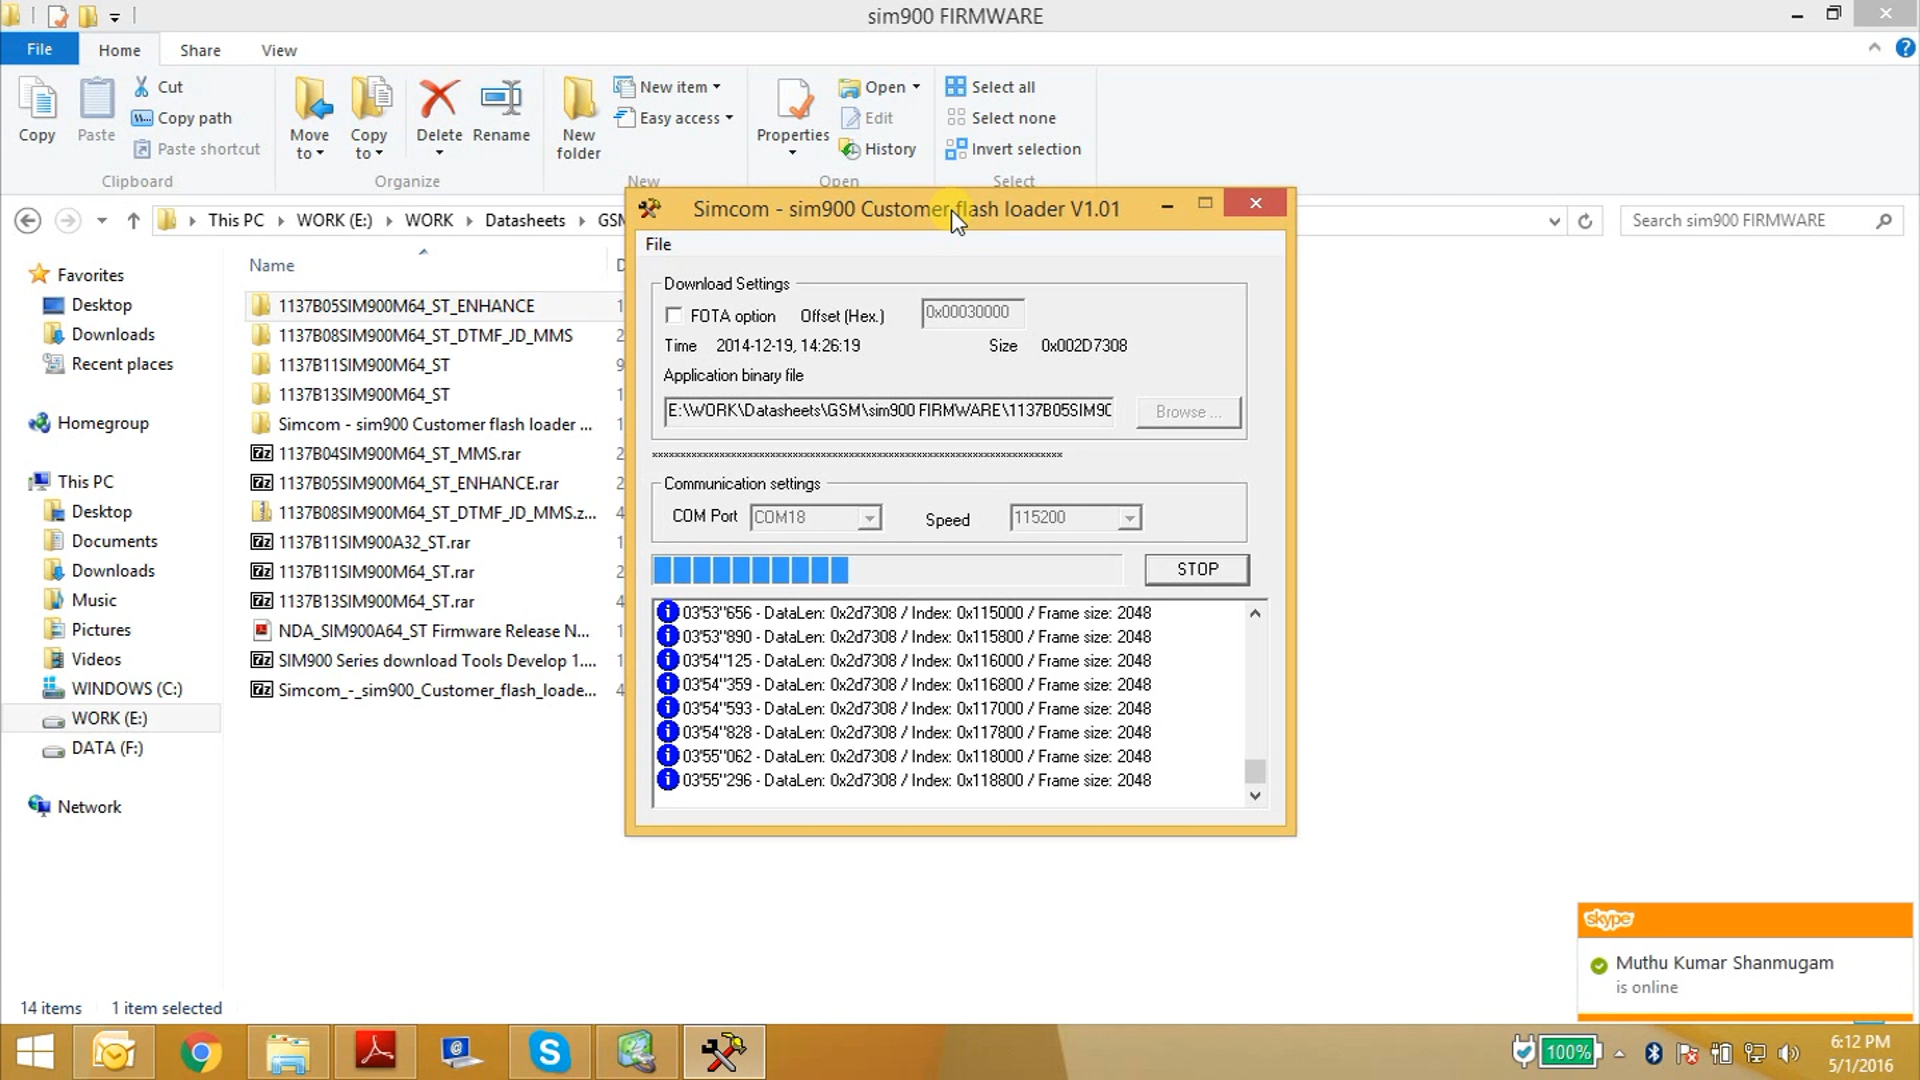 sim900 FIRMWARE
File Home Share View
Copy
Paste
Cut
Copy path
Paste shortcut
Clipboard
Move to
Copy to
Delete
Rename
Organize
New folder
New item
Easy access
New
Properties
Open
Edit
History
Open
Select all
Select none
Invert selection
Select
This PC WORK (E:) WORK Datasheets GSM
Search sim900 FIRMWARE
Favorites
Desktop
Downloads
Recent places
Homegroup
This PC
Desktop
Documents
Downloads
Music
Pictures
Videos
WINDOWS (C:)
WORK (E:)
DATA (F:)
Network
Name
1137B05SIM900M64_ST_ENHANCE
1137B08SIM900M64_ST_DTMF_JD_MMS
1137B11SIM900M64_ST
1137B13SIM900M64_ST
Simcom - sim900 Customer flash loader ...
1137B04SIM900M64_ST_MMS.rar
1137B05SIM900M64_ST_ENHANCE.rar
1137B08SIM900M64_ST_DTMF_JD_MMS.z...
1137B11SIM900A32_ST.rar
1137B11SIM900M64_ST.rar
1137B13SIM900M64_ST.rar
NDA_SIM900A64_ST Firmware Release N...
SIM900 Series download Tools Develop 1....
Simcom_-_sim900_Customer_flash_loade...
Simcom - sim900 Customer flash loader V1.01
File
Download Settings
FOTA option Offset (Hex.) 0x00030000
Time 2014-12-19, 14:26:19 Size 0x002D7308
Application binary file
E:\WORK\Datasheets\GSM\sim900 FIRMWARE\1137B05SIM90 Browse ...
Communication settings
COM Port COM18 Speed 115200
STOP
03'53''656 - DataLen: 0x2d7308 / Index: 0x115000 / Frame size: 2048
03'53''890 - DataLen: 0x2d7308 / Index: 0x115800 / Frame size: 2048
03'54''125 - DataLen: 0x2d7308 / Index: 0x116000 / Frame size: 2048
03'54''359 - DataLen: 0x2d7308 / Index: 0x116800 / Frame size: 2048
03'54''593 - DataLen: 0x2d7308 / Index: 0x117000 / Frame size: 2048
03'54''828 - DataLen: 0x2d7308 / Index: 0x117800 / Frame size: 2048
03'55''062 - DataLen: 0x2d7308 / Index: 0x118000 / Frame size: 2048
03'55''296 - DataLen: 0x2d7308 / Index: 0x118800 / Frame size: 2048
skype
Muthu Kumar Shanmugam
is online
14 items 1 item selected
100%
6:12 PM
5/1/2016